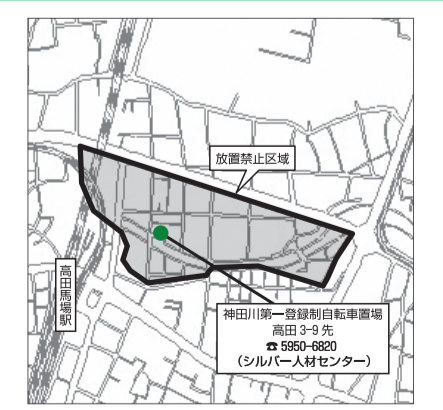 放置禁止区域
高田馬場駅
神田川第一登録制自転車置場
高田 3-9 先
☎ 5950-6820
（シルバー人材センター）